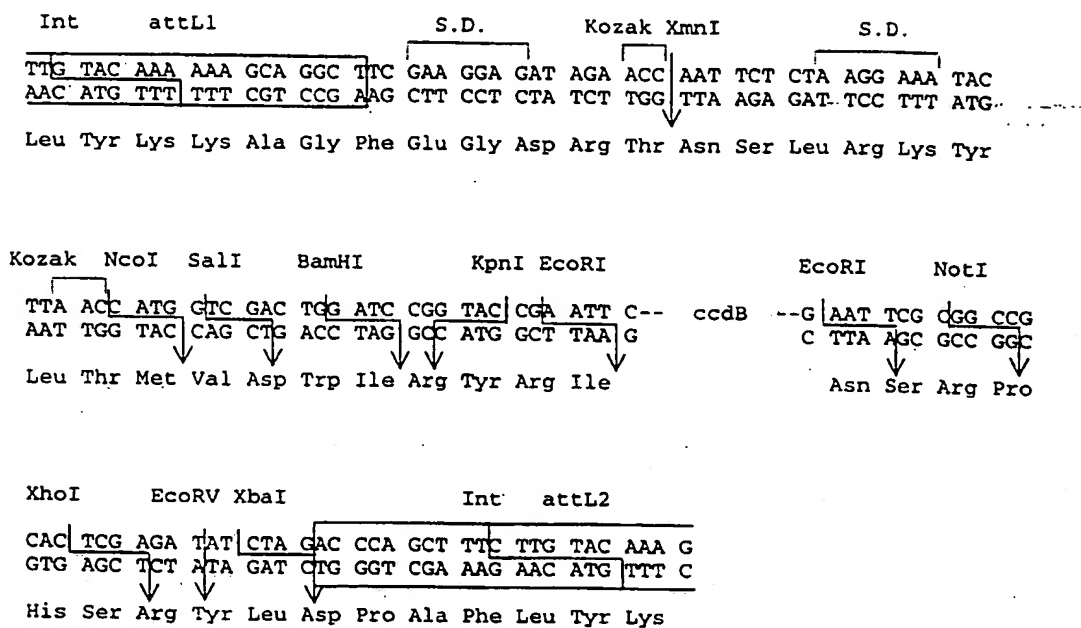 Int attL1 S.D. Kozak XmnI S.D.
TTG TAC AAA AAA GCA GGC TTC GAA GGA GAT AGA ACC AAT TCT CTA AGG AAA TAC
AAC ATG TTT TTT CGT CCG AAG CTT CCT CTA TCT TGG TTA AGA GAT TCC TTT ATG
Leu Tyr Lys Lys Ala Gly Phe Glu Gly Asp Arg Thr Asn Ser Leu Arg Lys Tyr
Kozak NcoI SalI BamHI KpnI EcoRI EcoRI NotI
TTA ACC ATG GTC GAC TGG ATC CGG TAC CGA ATT C-- ccdB --G AAT TCG CGG CCG
AAT TGG TAC CAG CTG ACC TAG GCC ATG GCT TAA G C TTA AGC GCC GGC
Leu Thr Met Val Asp Trp Ile Arg Tyr Arg Ile Asn Ser Arg Pro
XhoI EcoRV XbaI Int attL2
CAC TCG AGA TAT CTA GAC CCA GCT TTC TTG TAC AAA G
GTG AGC TCT ATA GAT CTG GGT CGA AAG AAC ATG TTT C
His Ser Arg Tyr Leu Asp Pro Ala Phe Leu Tyr Lys